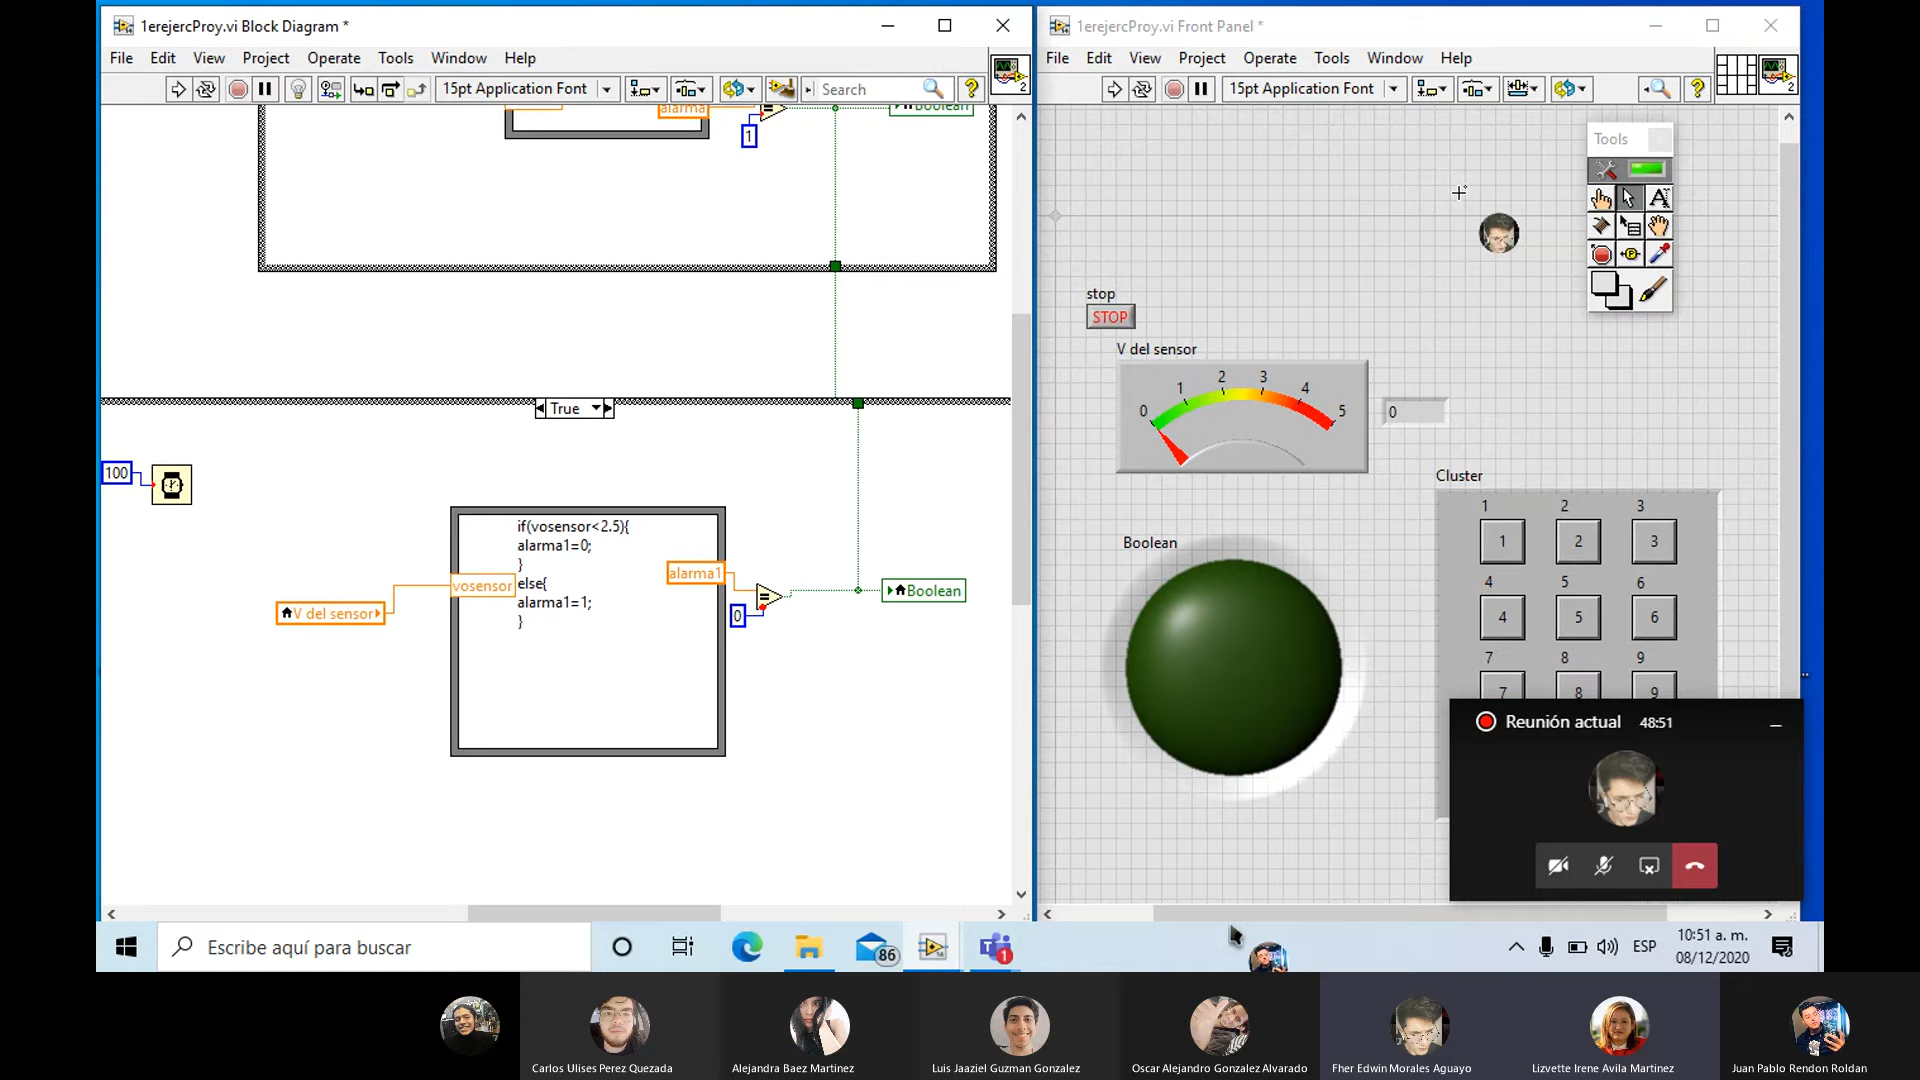 1erejercProy.vi Block Diagram *
File Edit View Project Operate Tools Window Help
15pt Application Font
Search
2
alarma
1
Boolean
True
100
if(vosensor<2.5){
alarma1=0;
}
else{
alarma1=1;
}
vosensor
alarma1
V del sensor
0
=
Boolean
1erejercProy.vi Front Panel *
File Edit View Project Operate Tools Window Help
15pt Application Font
2
Tools
stop
STOP
V del sensor
0 1 2 3 4 5
0
Boolean
Cluster
1 2 3
1 2 3
4 5 6
4 5 6
7 8 9
7 8 9
Reunión actual 48:51
Escribe aquí para buscar
86
1
ESP
10:51 a. m.
08/12/2020
Carlos Ulises Perez Quezada
Alejandra Baez Martinez
Luis Jaaziel Guzman Gonzalez
Oscar Alejandro Gonzalez Alvarado
Fher Edwin Morales Aguayo
Lizvette Irene Avila Martinez
Juan Pablo Rendon Roldan